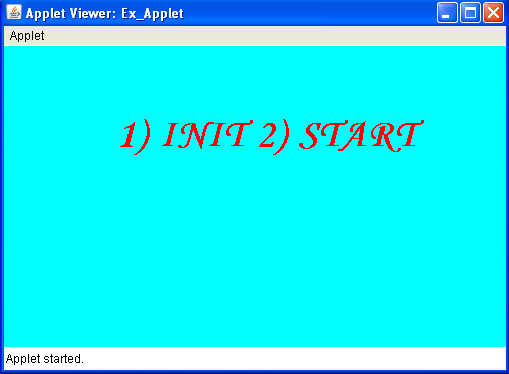 Applet Viewer: Ex_Applet
Applet
1) INIT 2) START
Applet started.